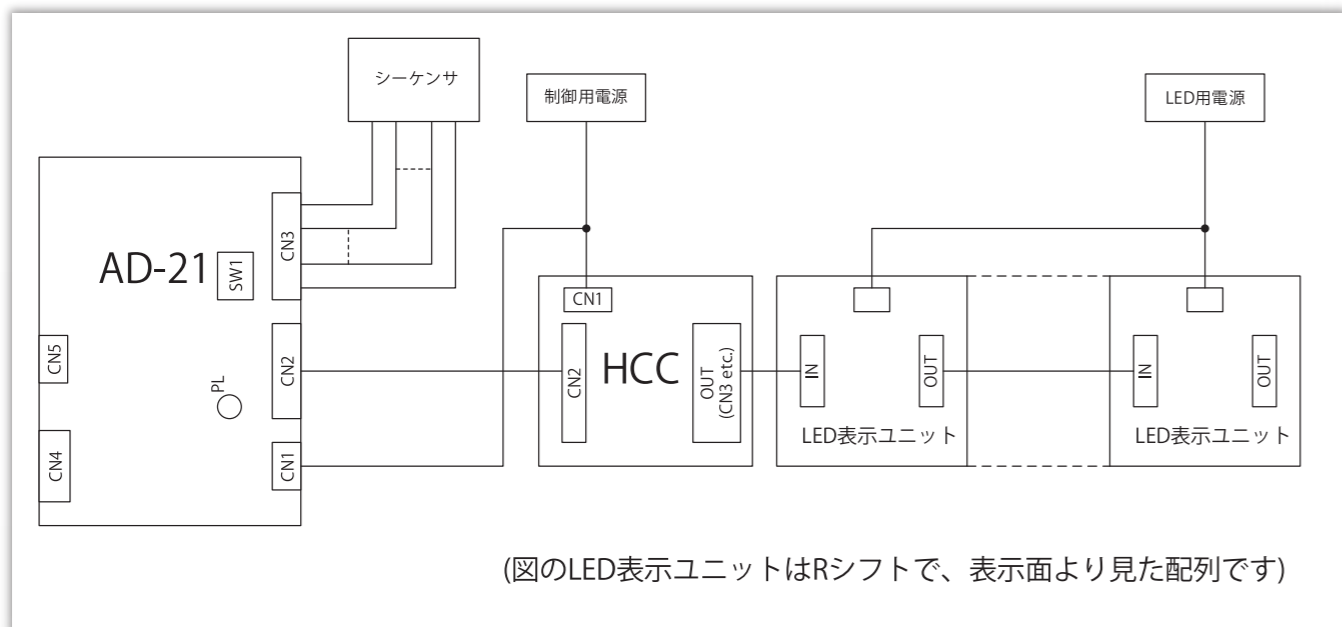 シーケンサ
制御用電源
LED用電源
AD-21
SW1
CN3
CN5
CN2
PL
CN4
CN1
CN1
CN2
HCC
OUT
(CN3 etc.)
IN
OUT
LED表示ユニット
IN
OUT
LED表示ユニット
(図のLED表示ユニットはRシフトで、表示面より見た配列です)